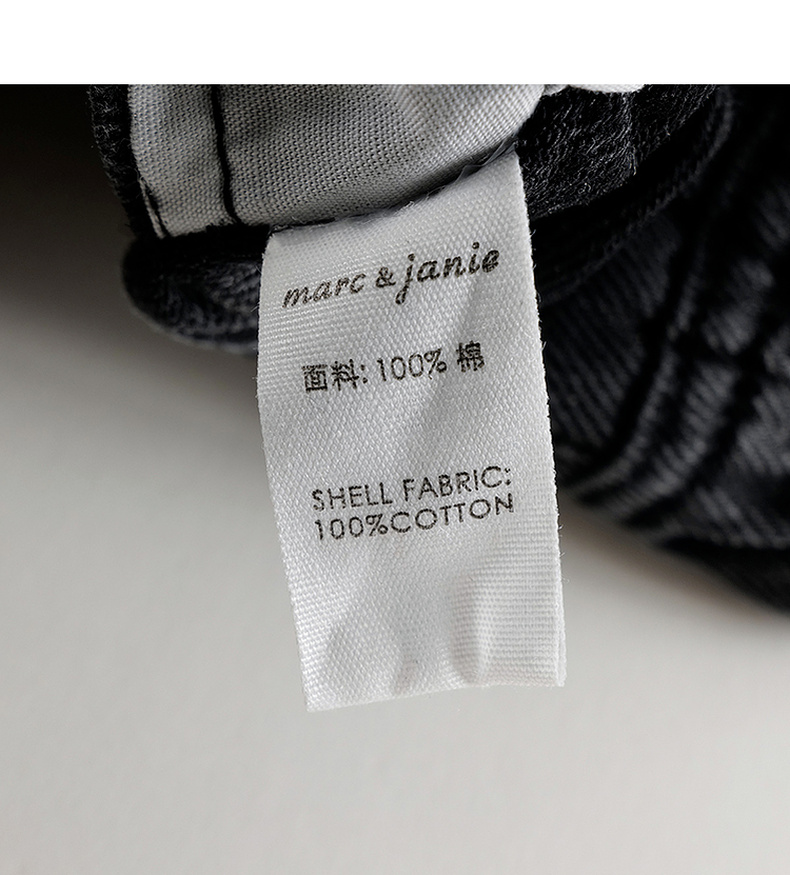 marc & janie
面料: 100% 棉
SHELL FABRIC:
100%COTTON